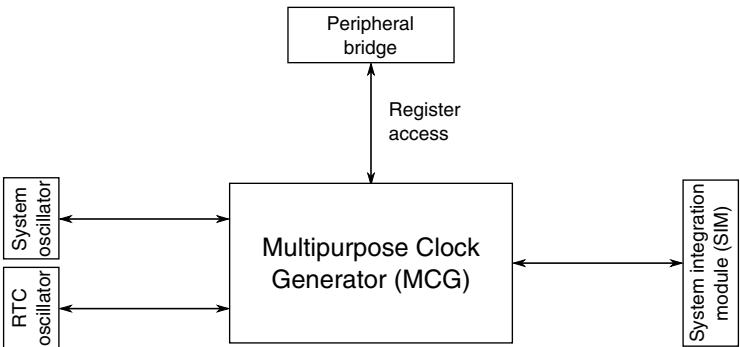 Peripheral
bridge
Register
access
System
oscillator
Multipurpose Clock
Generator (MCG)
RTC
oscillator
System integration
module (SIM)